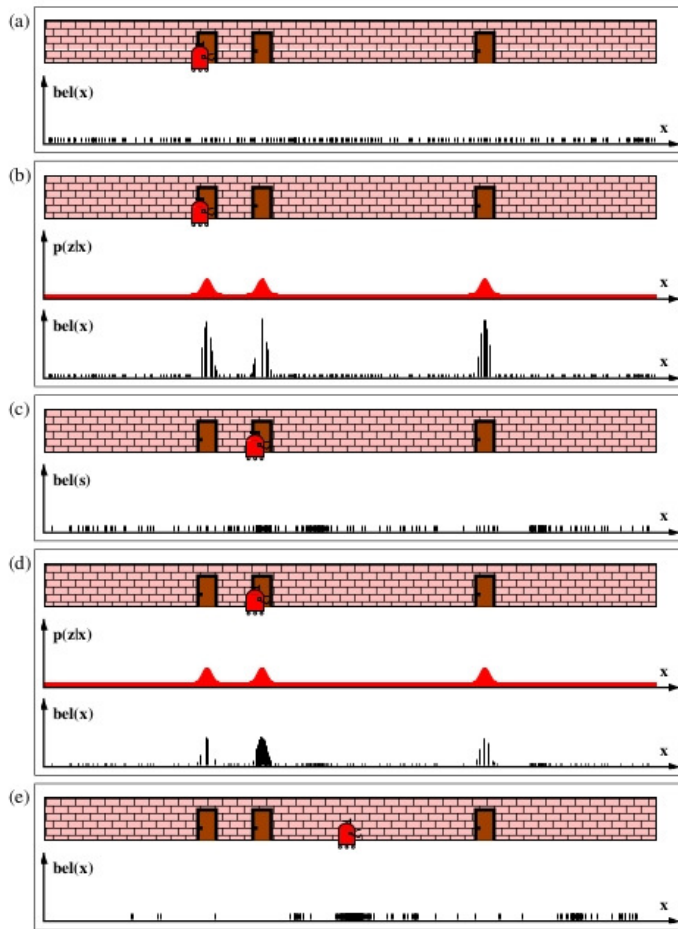 (a)
bel(x)
x
(b)
p(z|x)
x
bel(x)
x
(c)
bel(s)
x
(d)
p(z|x)
x
bel(x)
x
(e)
bel(x)
x